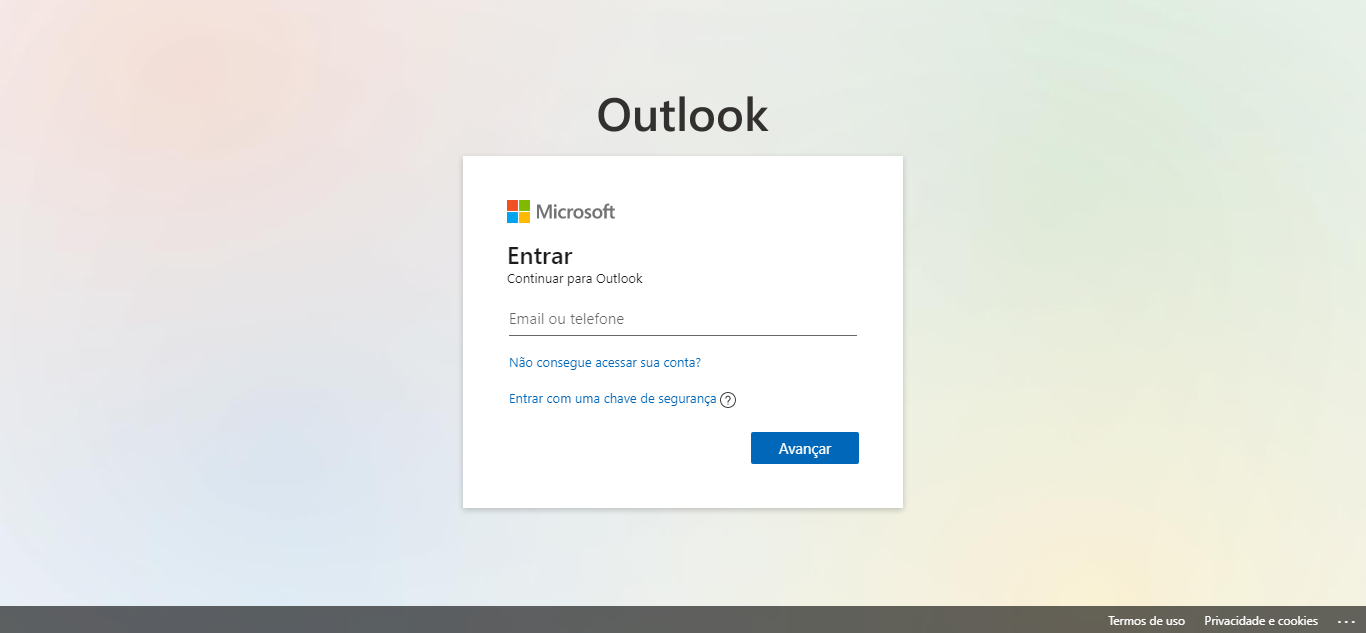 Outlook
Microsoft
Entrar
Continuar para Outlook
Email ou telefone
Não consegue acessar sua conta?
Entrar com uma chave de segurança ?
Avançar
Termos de uso Privacidade e cookies ...